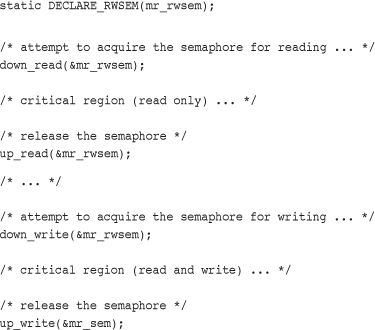 static DECLARE_RWSEM(mr_rwsem);
/* attempt to acquire the semaphore for reading ... */
down_read(&mr_rwsem);
/* critical region (read only) ... */
/* release the semaphore */
up_read(&mr_rwsem);
/* ... */
/* attempt to acquire the semaphore for writing ... */
down_write(&mr_rwsem);
/* critical region (read and write) ... */
/* release the semaphore */
up_write(&mr_sem);